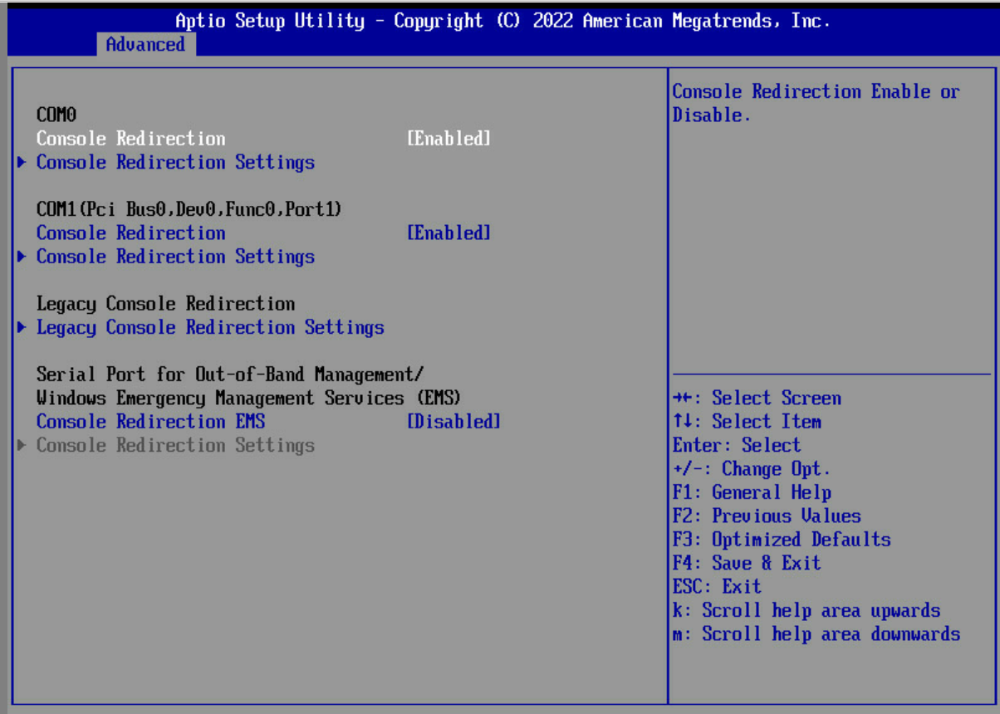 Aptio Setup Utility - Copyright (C) 2022 American Megatrends, Inc.
Advanced
COM0
Console Redirection [Enabled]
Console Redirection Settings
COM1(Pci Bus0,Dev0,Func0,Port1)
Console Redirection [Enabled]
Console Redirection Settings
Legacy Console Redirection
Legacy Console Redirection Settings
Serial Port for Out-of-Band Management/
Windows Emergency Management Services (EMS)
Console Redirection EMS [Disabled]
Console Redirection Settings
Console Redirection Enable or
Disable.
→←: Select Screen
↑↓: Select Item
Enter: Select
+/-: Change Opt.
F1: General Help
F2: Previous Values
F3: Optimized Defaults
F4: Save & Exit
ESC: Exit
k: Scroll help area upwards
m: Scroll help area downwards